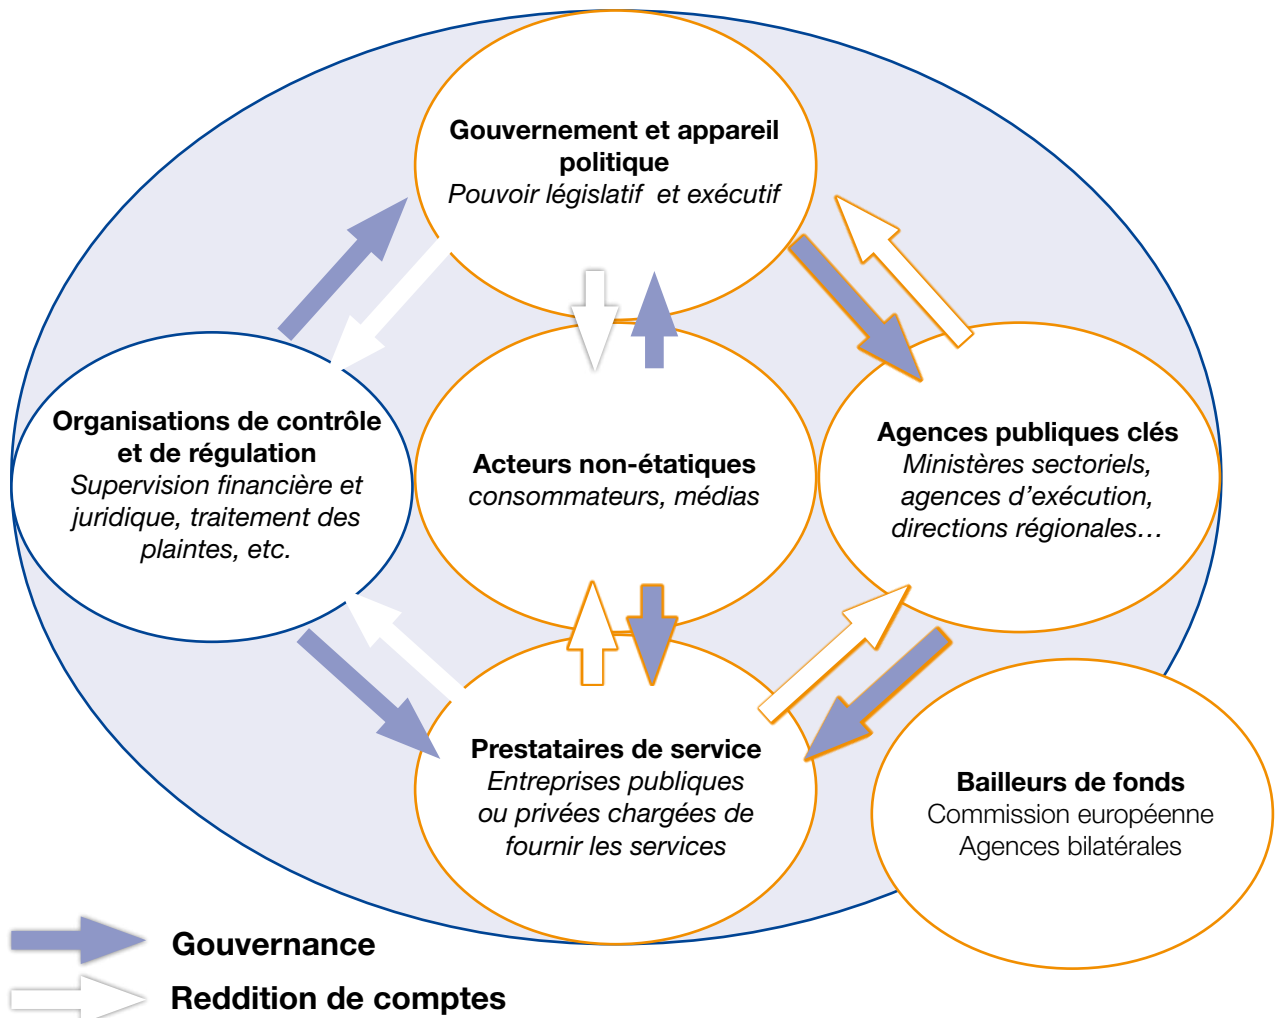 Gouvernement et appareil
politique
Pouvoir législatif et exécutif
Organisations de contrôle
et de régulation
Supervision financière et
juridique, traitement des
plaintes, etc.
Acteurs non-étatiques
consommateurs, médias
Agences publiques clés
Ministères sectoriels,
agences d’exécution,
directions régionales…
Prestataires de service
Entreprises publiques
ou privées chargées de
fournir les services
Bailleurs de fonds
Commission européenne
Agences bilatérales
Gouvernance
Reddition de comptes